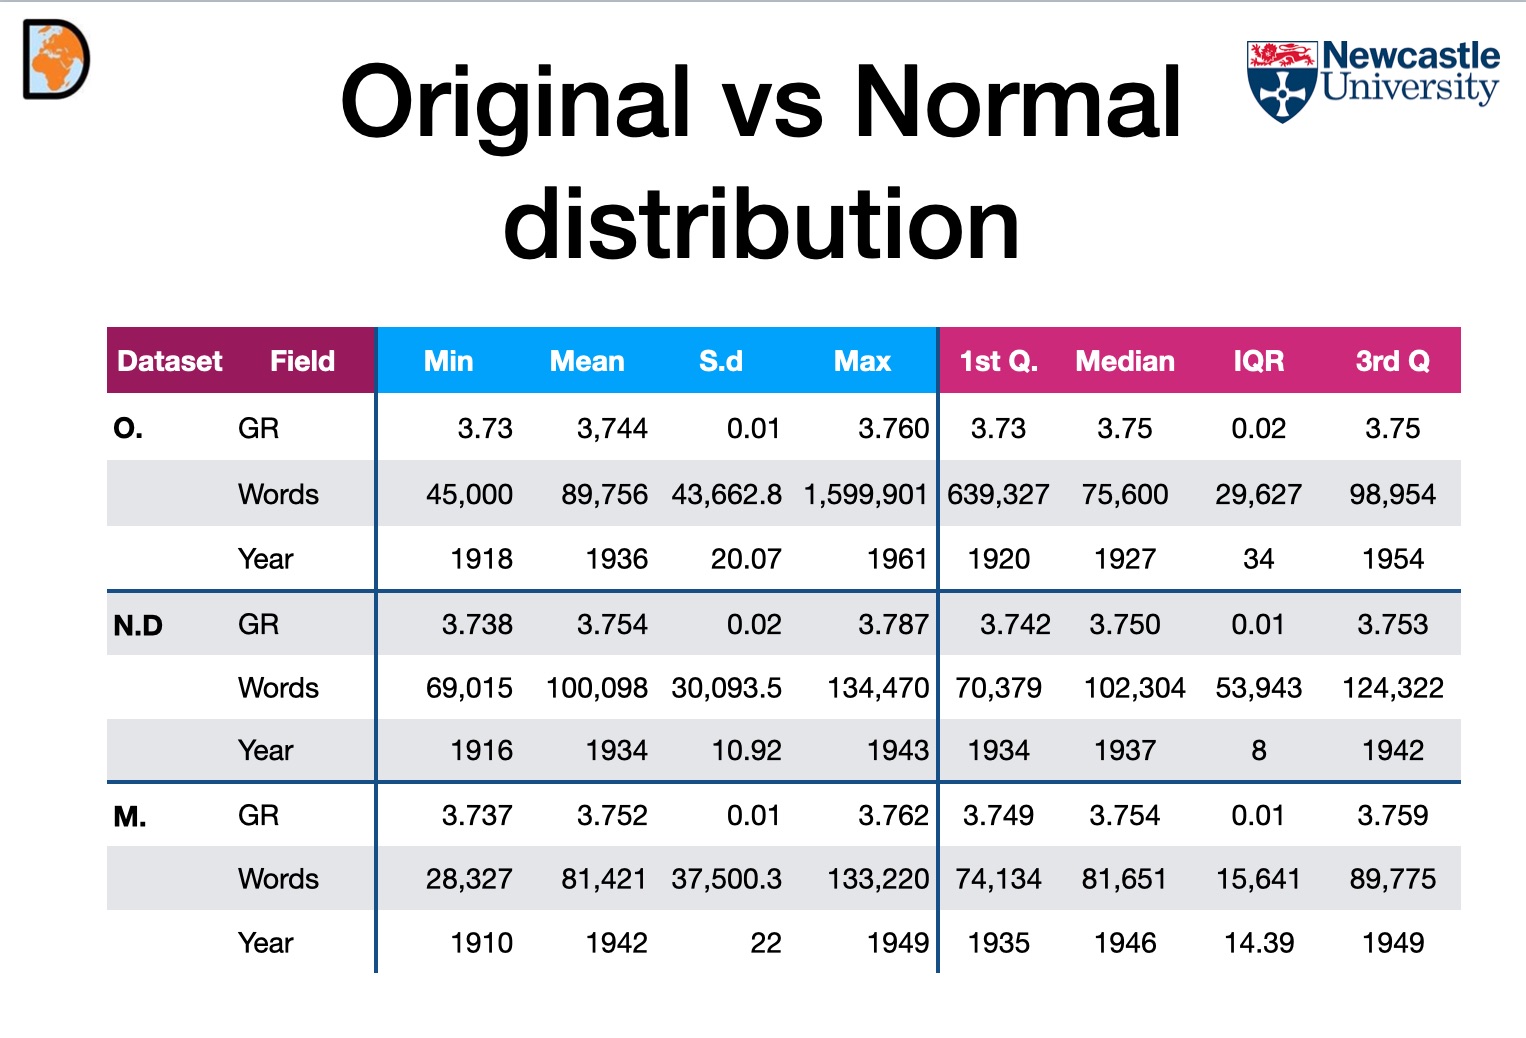 Newcastle
University
Original vs Normal
distribution
Dataset Field Min Mean S.d Max 1st Q. Median IQR 3rd Q
O. GR 3.73 3,744 0.01 3.760 3.73 3.75 0.02 3.75
Words 45,000 89,756 43,662.8 1,599,901 639,327 75,600 29,627 98,954
Year 1918 1936 20.07 1961 1920 1927 34 1954
N.D GR 3.738 3.754 0.02 3.787 3.742 3.750 0.01 3.753
Words 69,015 100,098 30,093.5 134,470 70,379 102,304 53,943 124,322
Year 1916 1934 10.92 1943 1934 1937 8 1942
M. GR 3.737 3.752 0.01 3.762 3.749 3.754 0.01 3.759
Words 28,327 81,421 37,500.3 133,220 74,134 81,651 15,641 89,775
Year 1910 1942 22 1949 1935 1946 14.39 1949